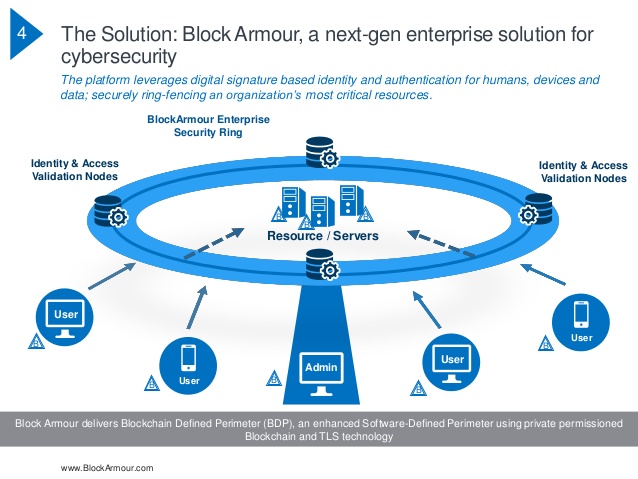 4
The Solution: Block Armour, a next-gen enterprise solution for
cybersecurity
The platform leverages digital signature based identity and authentication for humans, devices and
data; securely ring-fencing an organization's most critical resources.
BlockArmour Enterprise
Security Ring
Identity & Access
Validation Nodes
Identity & Access
Validation Nodes
Resource / Servers
User
User
Admin
User
User
Block Armour delivers Blockchain Defined Perimeter (BDP), an enhanced Software-Defined Perimeter using private permissioned
Blockchain and TLS technology
www.BlockArmour.com